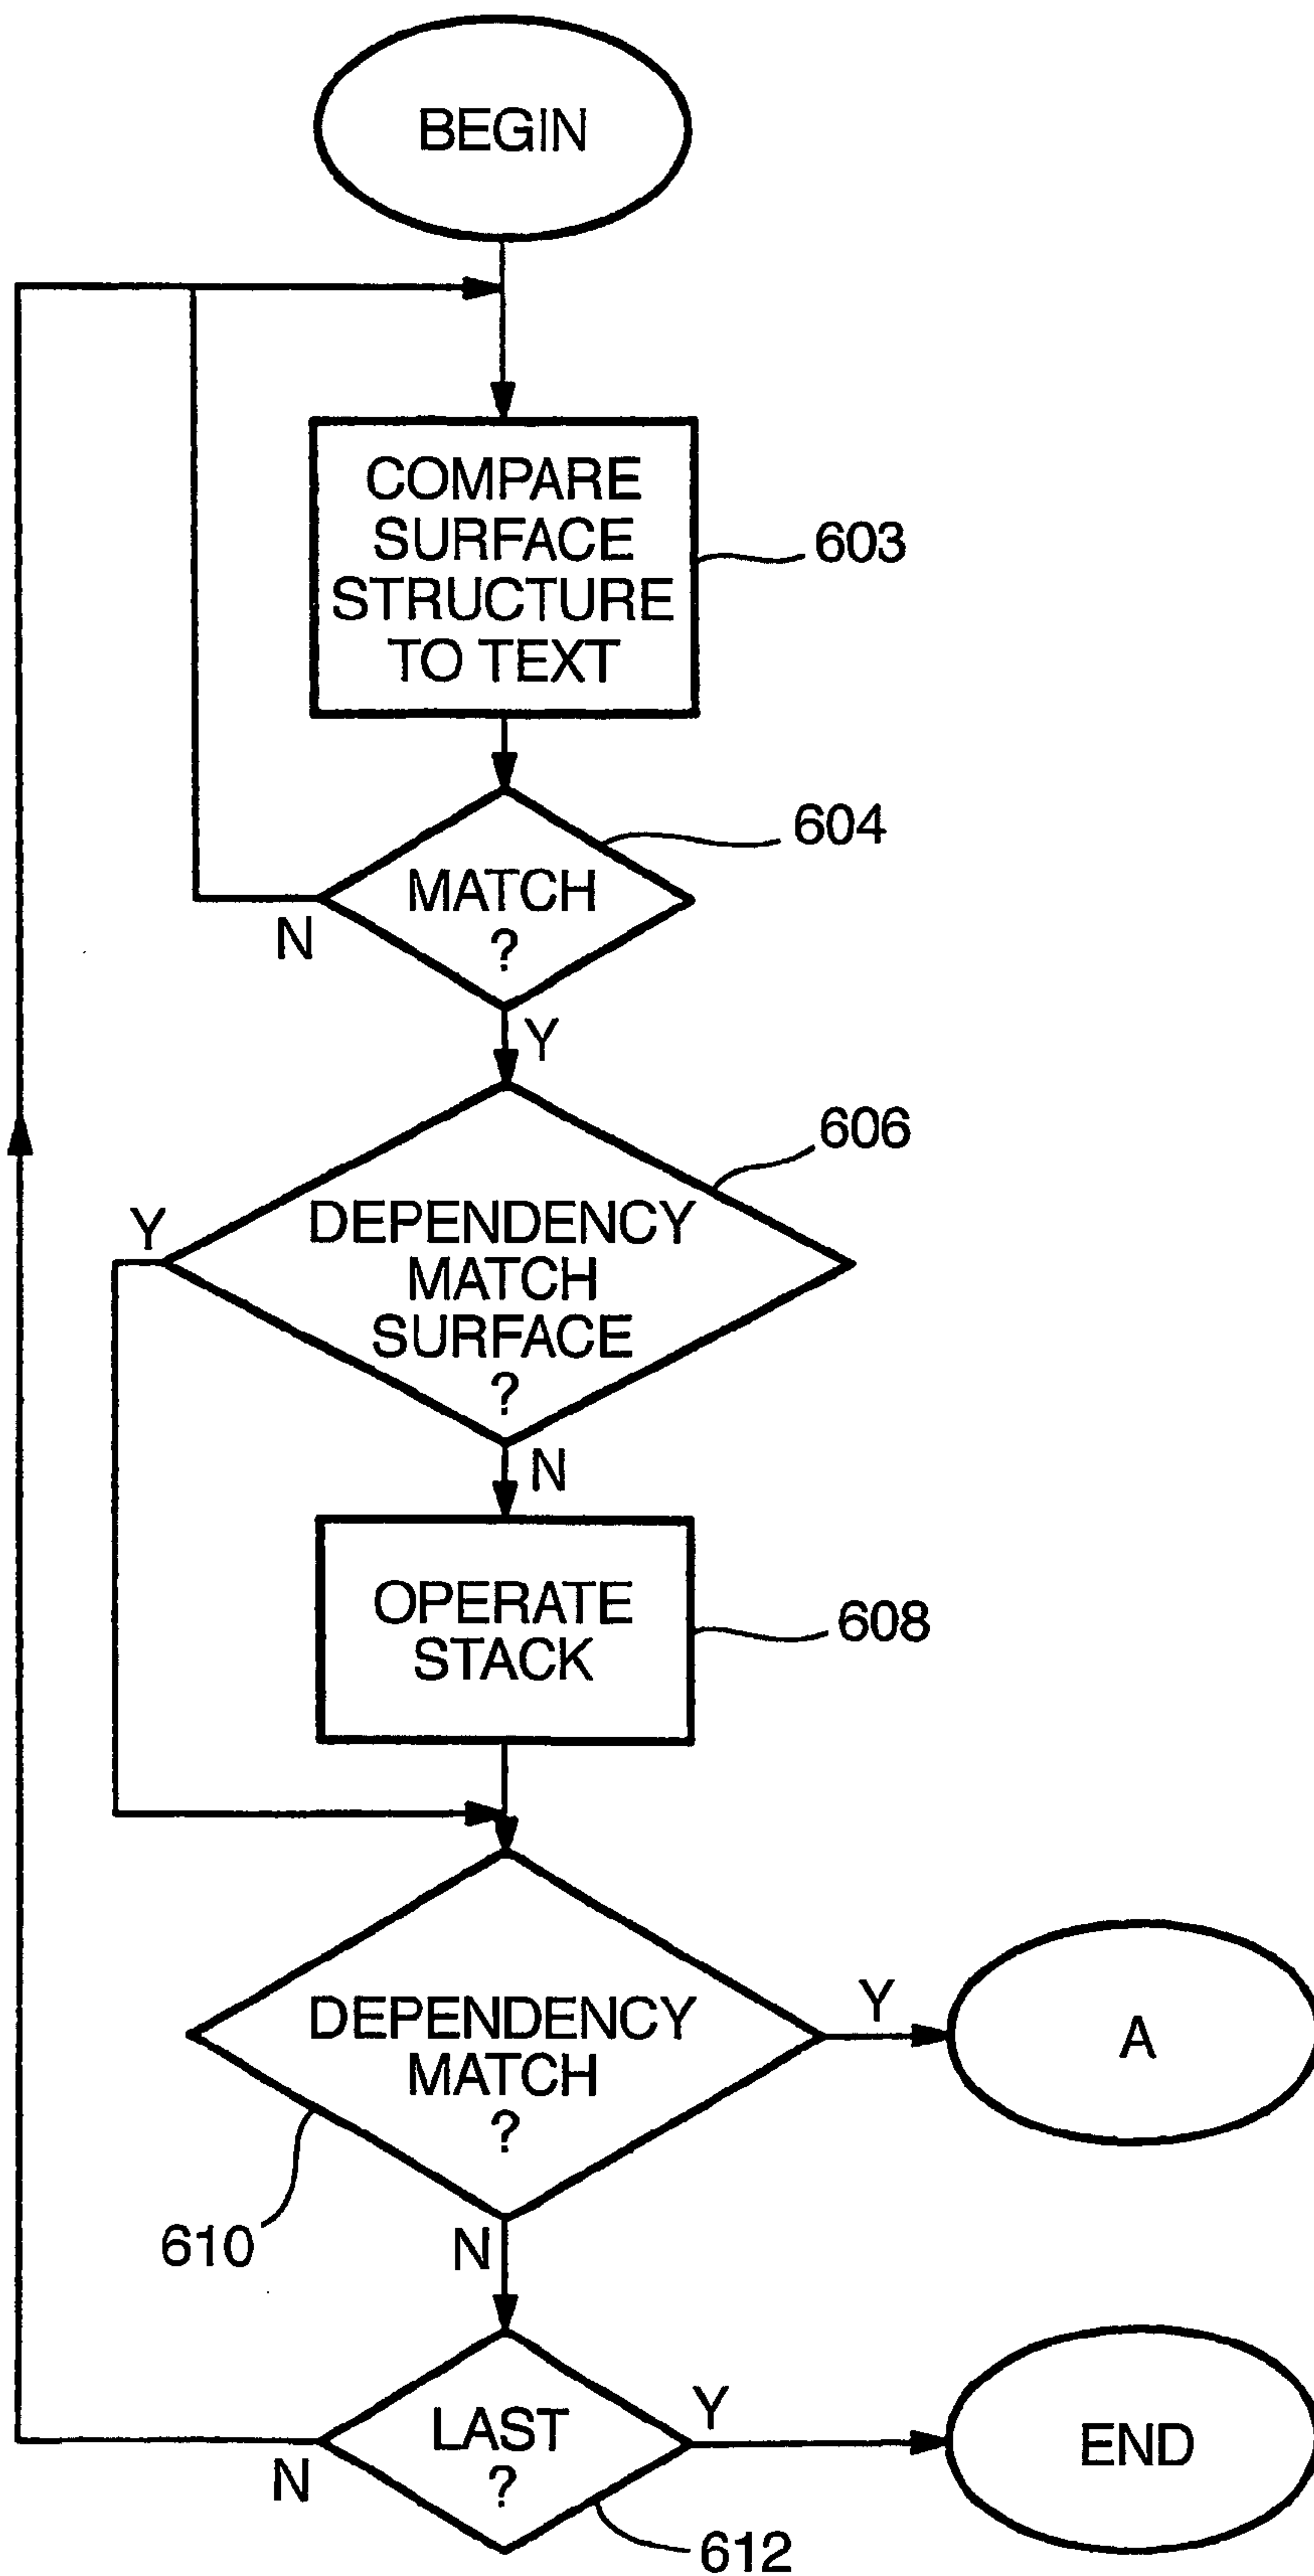 BEGIN
COMPARE
SURFACE
STRUCTURE
TO TEXT
603
MATCH
?
604
N
Y
DEPENDENCY
MATCH
SURFACE
?
606
Y
N
OPERATE
STACK
608
DEPENDENCY
MATCH
?
610
Y
A
N
LAST
?
Y
END
N
612